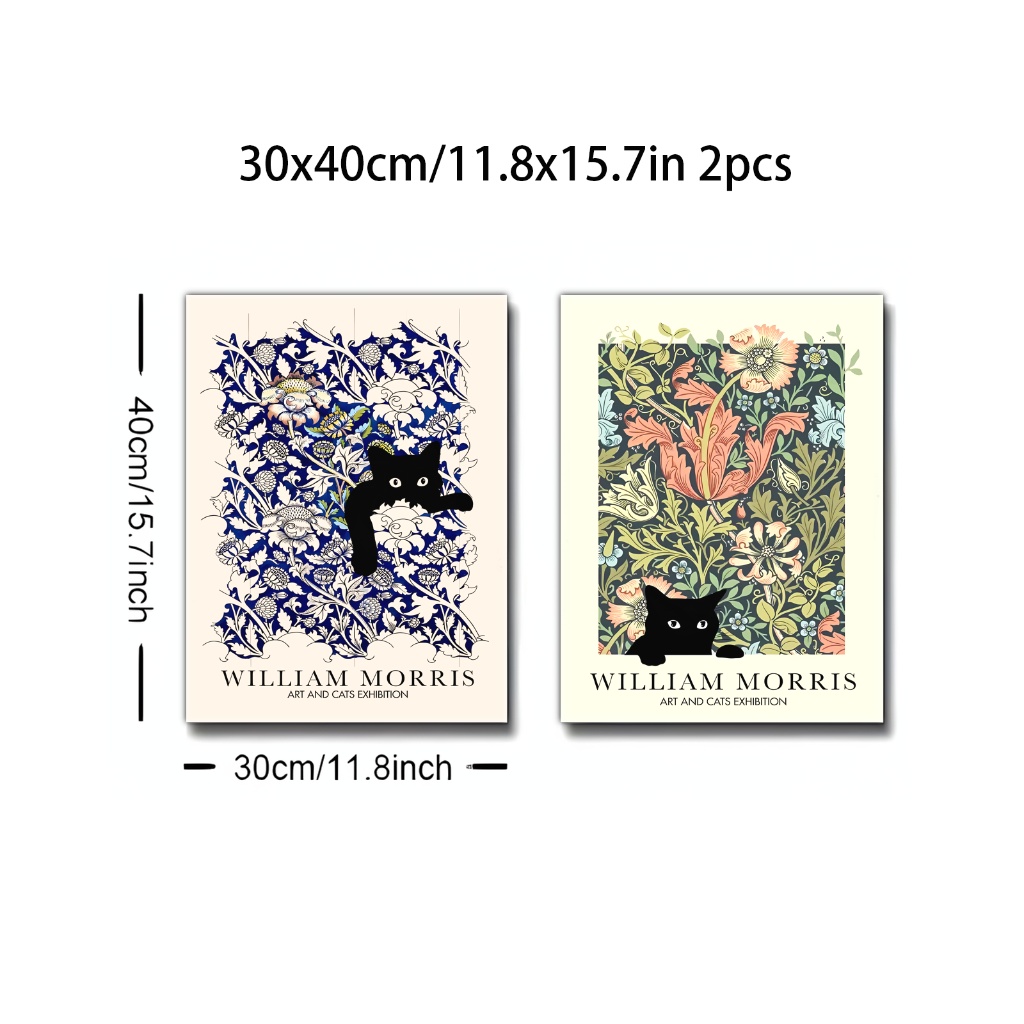 30x40cm/11.8x15.7in 2pcs
40cm/15.7inch
WILLIAM MORRIS
ART AND CATS EXHIBITION
WILLIAM MORRIS
ART AND CATS EXHIBITION
30cm/11.8inch